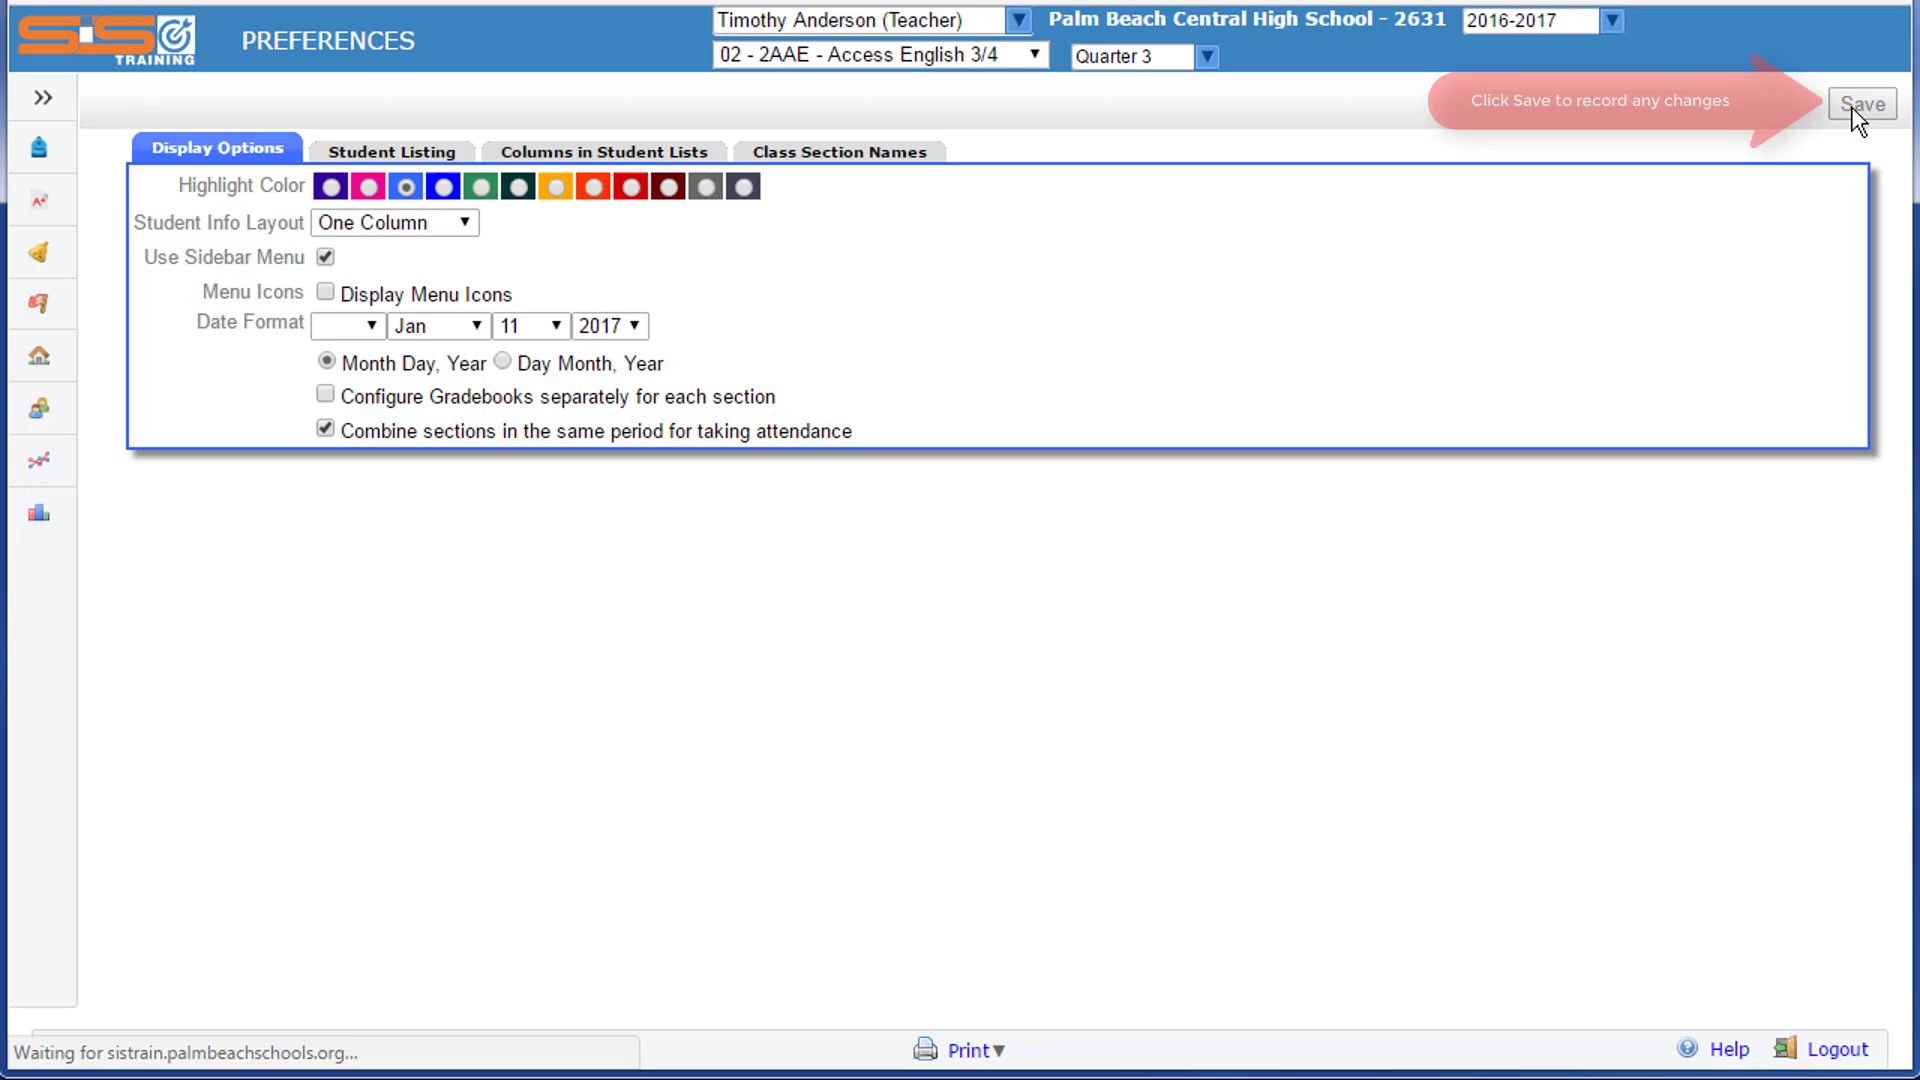 SIS
TRAINING
PREFERENCES
Timothy Anderson (Teacher)
Palm Beach Central High School - 2631
2016-2017
02 - 2AAE - Access English 3/4
Quarter 3
Click Save to record any changes
Save
Display Options
Student Listing
Columns in Student Lists
Class Section Names
Highlight Color
Student Info Layout
One Column
Use Sidebar Menu
Menu Icons
Display Menu Icons
Date Format
Jan
11
2017
Month Day, Year
Day Month, Year
Configure Gradebooks separately for each section
Combine sections in the same period for taking attendance
A+
Waiting for sistrain.palmbeachschools.org...
Print
Help
Logout